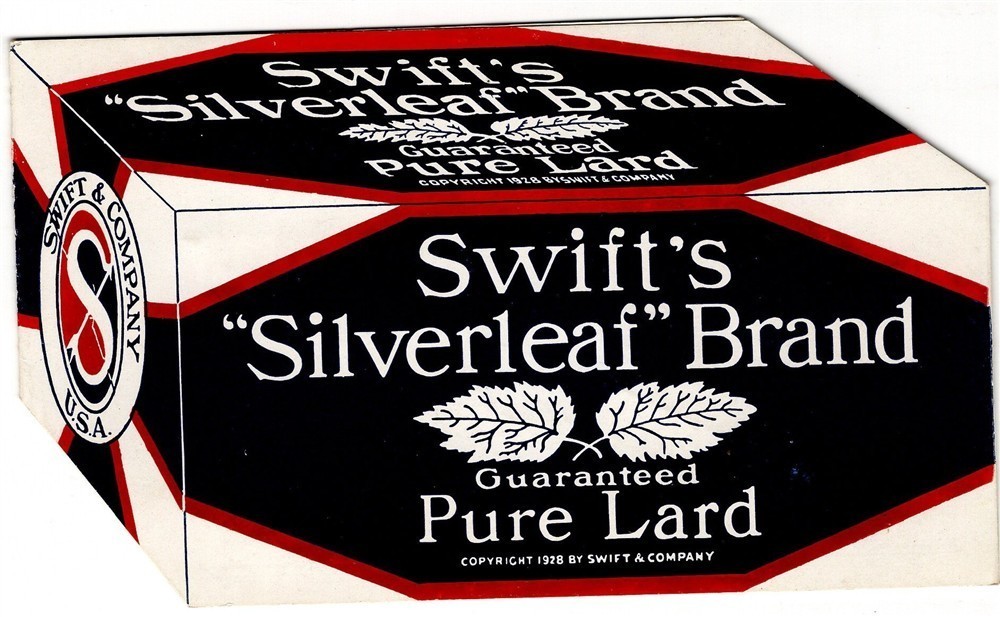 Swift's
"Silverleaf" Brand
Guaranteed
Pure Lard
COPYRIGHT 1928 BY SWIFT & COMPANY
SWIFT & COMPANY
U.S.A.
Swift's
"Silverleaf" Brand
Guaranteed
Pure Lard
COPYRIGHT 1928 BY SWIFT & COMPANY